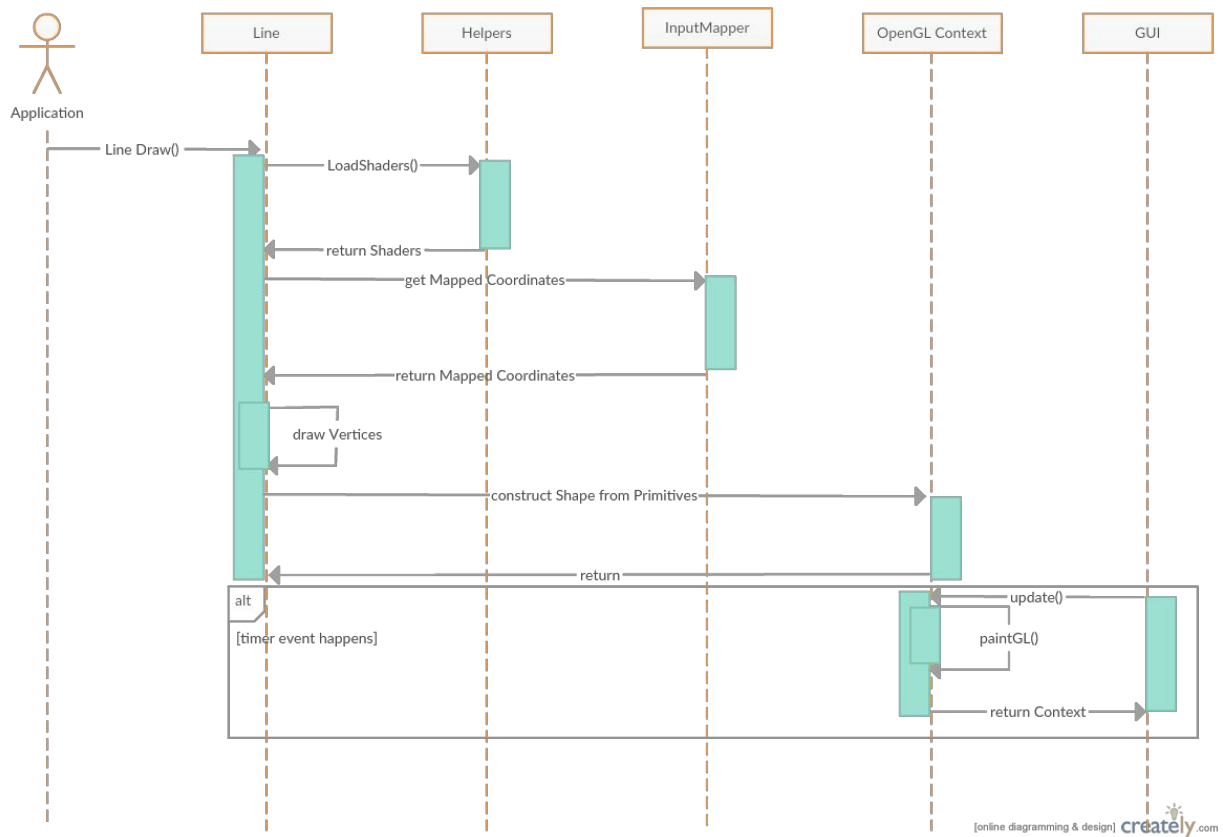 Line
Helpers
InputMapper
OpenGL Context
GUI
Application
Line Draw()
LoadShaders()
return Shaders
get Mapped Coordinates
return Mapped Coordinates
draw Vertices
construct Shape from Primitives
return
alt
update()
[timer event happens]
paintGL()
return Context
[online diagramming & design] creately.com